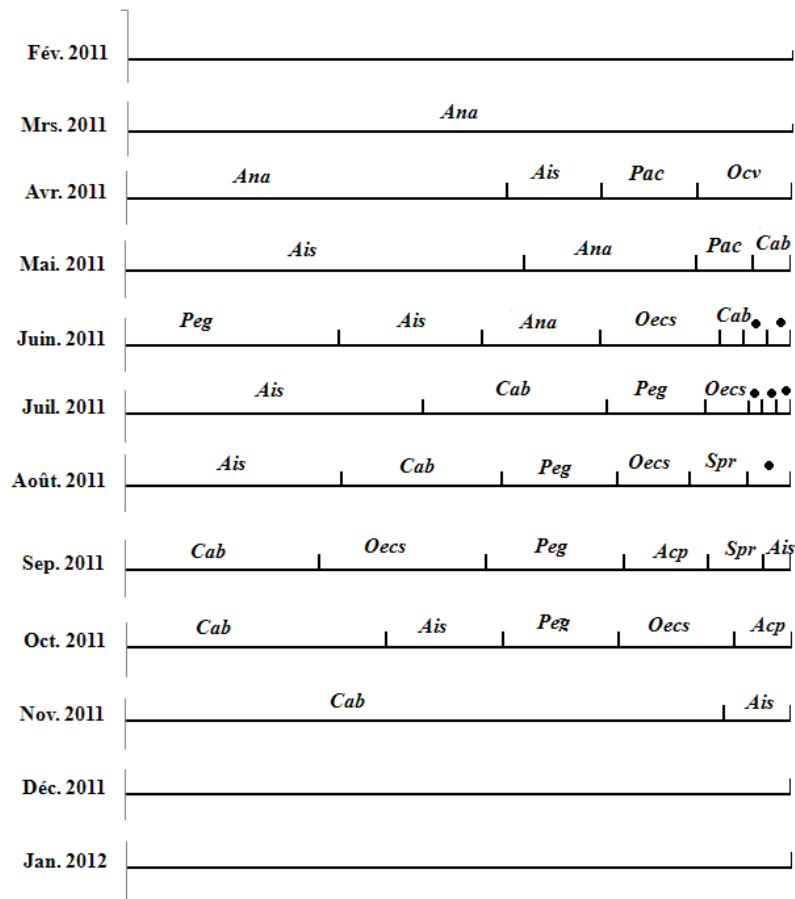 Fév. 2011
Mrs. 2011 Ana
Avr. 2011 Ana Ais Pac Ocv
Mai. 2011 Ais Ana Pac Cab
Juin. 2011 Peg Ais Ana Oecs Cab
Juil. 2011 Ais Cab Peg Oecs
Août. 2011 Ais Cab Peg Oecs Spr
Sep. 2011 Cab Oecs Peg Acp Spr Ais
Oct. 2011 Cab Ais Peg Oecs Acp
Nov. 2011 Cab Ais
Déc. 2011
Jan. 2012